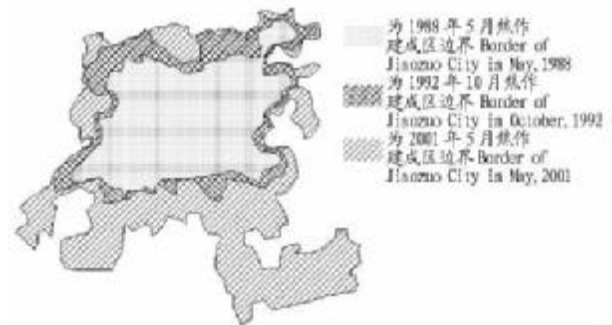 为 1988 年 5 月焦作
建成区边界 Border of
Jiaozuo City in May, 1988
为 1992 年 10 月焦作
建成区边界 Border of
Jiaozuo City in October, 1992
为 2001 年 5 月焦作
建成区边界 Border of
Jiaozuo City in May, 2001